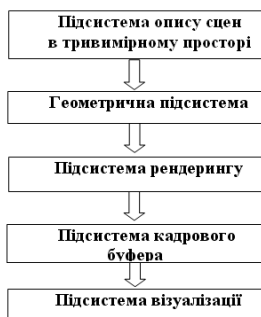 Підсистема опису сцен
в тривимірному просторі
Геометрична підсистема
Підсистема рендерингу
Підсистема кадрового
буфера
Підсистема візуалізації